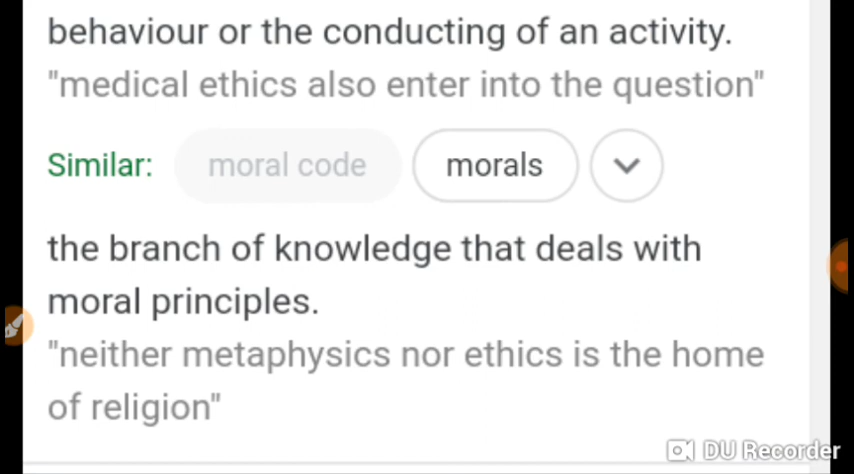 behaviour or the conducting of an activity.
"medical ethics also enter into the question"
Similar: moral code morals
the branch of knowledge that deals with
moral principles.
"neither metaphysics nor ethics is the home
of religion"
DU Recorder